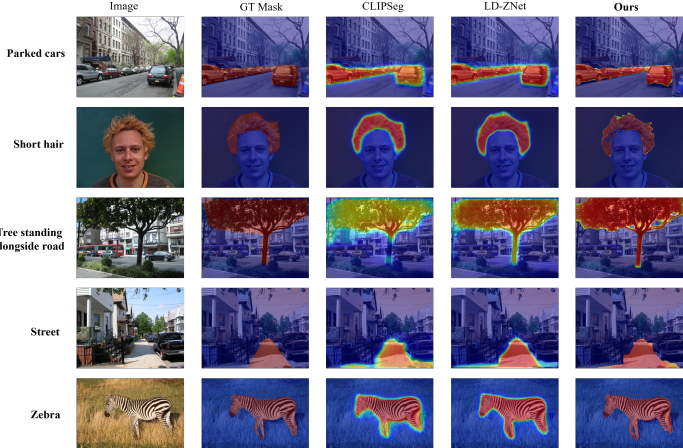 Image GT Mask CLIPSeg LD-ZNet Ours
Parked cars
Short hair
Tree standing
longside road
Street
Zebra